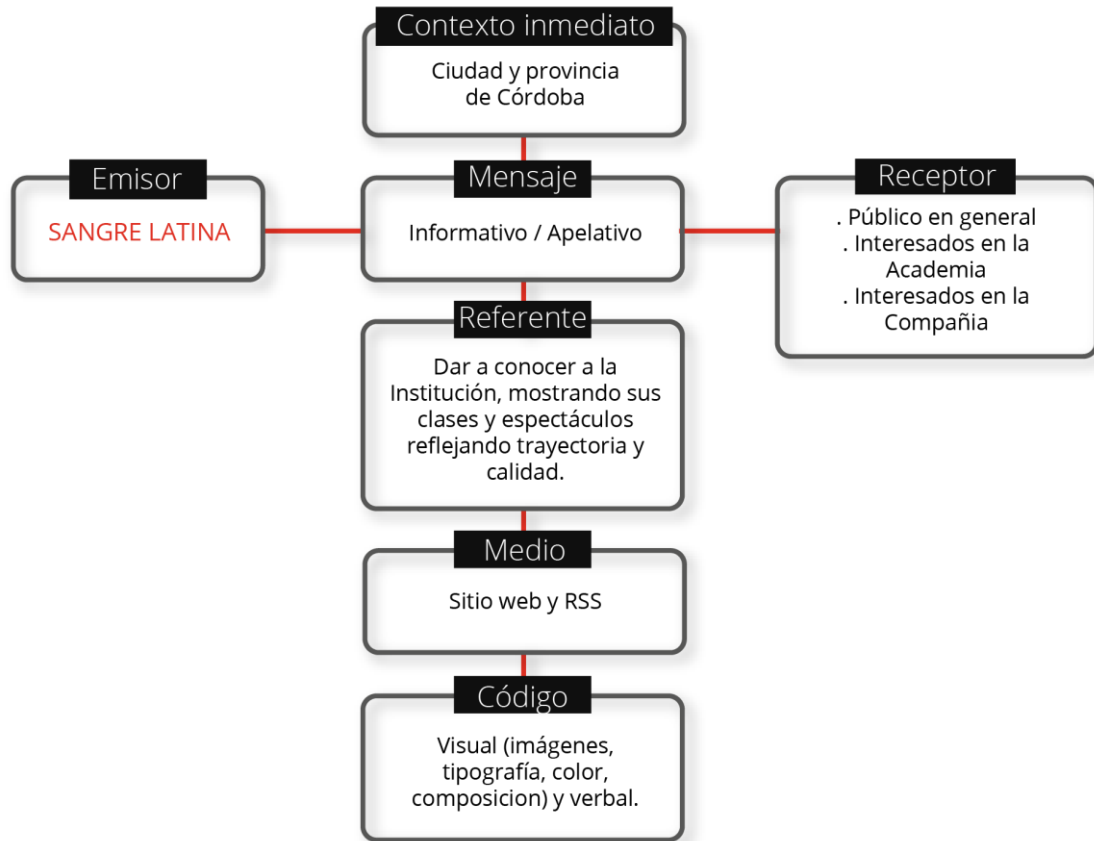 Contexto inmediato
Ciudad y provincia
de Córdoba
Emisor
SANGRE LATINA
Mensaje
Informativo / Apelativo
Receptor
. Público en general
. Interesados en la
Academia
. Interesados en la
Compañia
Referente
Dar a conocer a la
Institución, mostrando sus
clases y espectáculos
reflejando trayectoria y
calidad.
Medio
Sitio web y RSS
Código
Visual (imágenes,
tipografía, color,
composicion) y verbal.